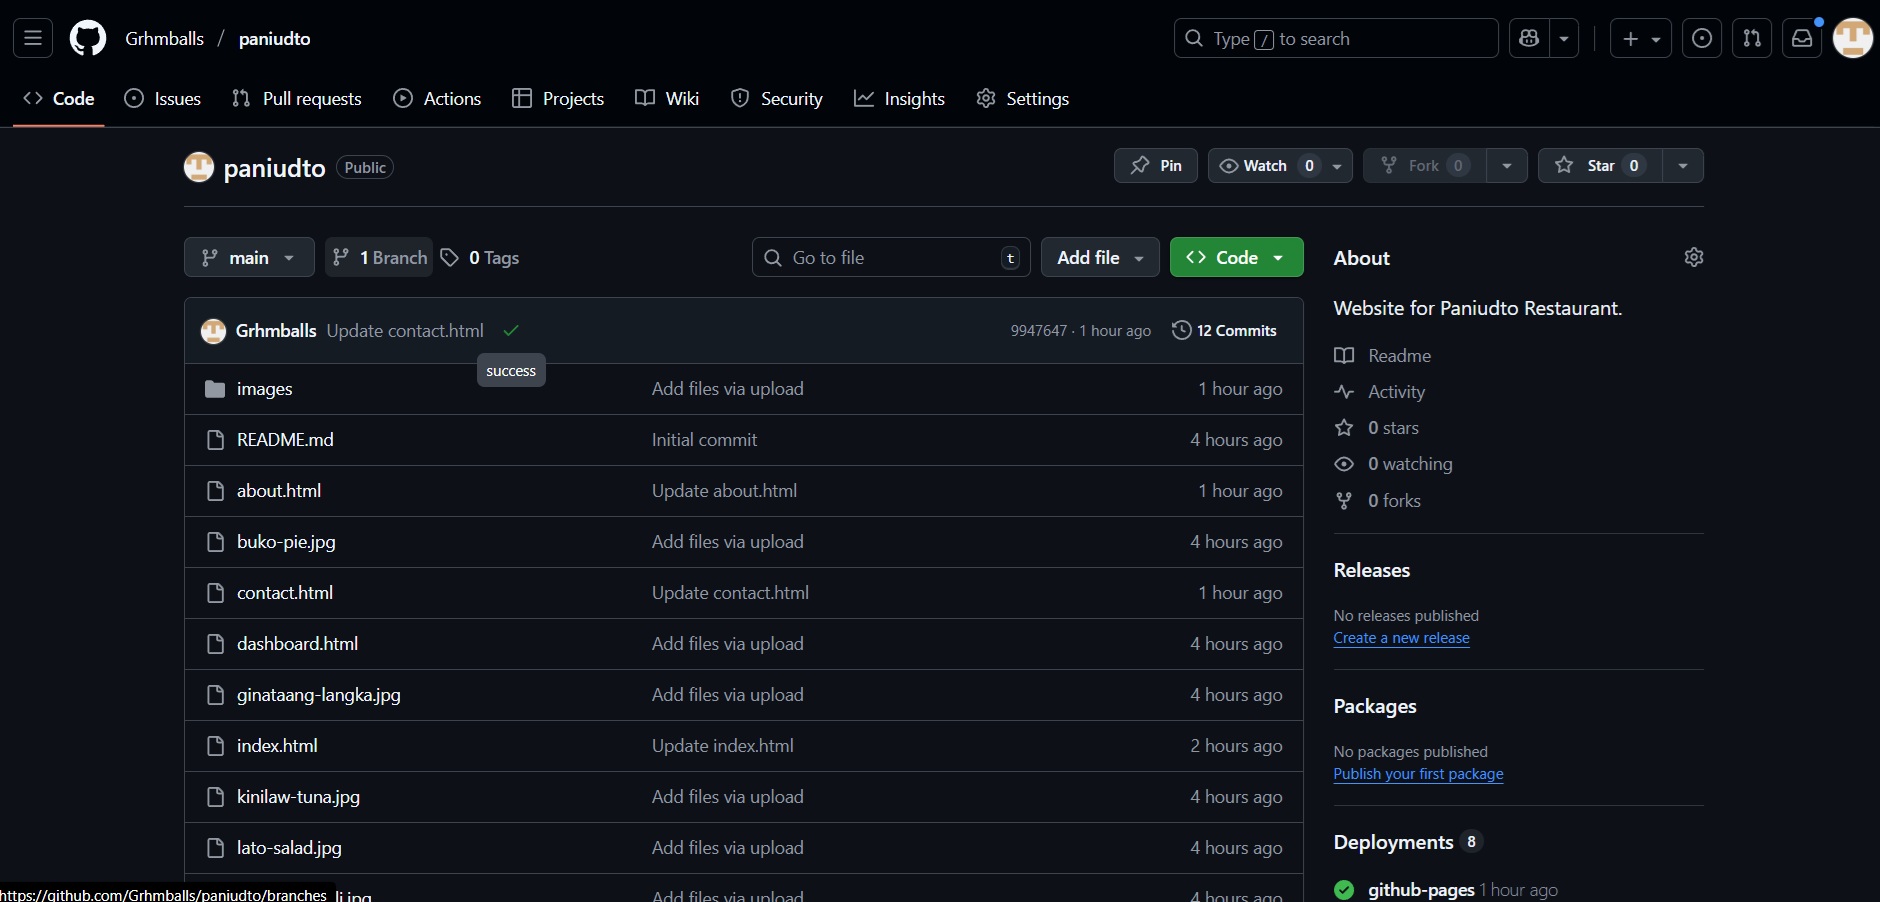 Grhmballs / paniudto
Type / to search
Code Issues Pull requests Actions Projects Wiki Security Insights Settings
paniudto Public
Pin Watch 0 Fork 0 Star 0
main 1 Branch 0 Tags
Go to file t Add file Code
Grhmballs Update contact.html 9947647 · 1 hour ago 12 Commits
success
images Add files via upload 1 hour ago
README.md Initial commit 4 hours ago
about.html Update about.html 1 hour ago
buko-pie.jpg Add files via upload 4 hours ago
contact.html Update contact.html 1 hour ago
dashboard.html Add files via upload 4 hours ago
ginataang-langka.jpg Add files via upload 4 hours ago
index.html Update index.html 2 hours ago
kinilaw-tuna.jpg Add files via upload 4 hours ago
lato-salad.jpg Add files via upload 4 hours ago
Add files via upload 4 hours ago
https://github.com/Grhmballs/paniudto/branches
About
Website for Paniudto Restaurant.
Readme
Activity
0 stars
0 watching
0 forks
Releases
No releases published
Create a new release
Packages
No packages published
Publish your first package
Deployments 8
github-pages 1 hour ago